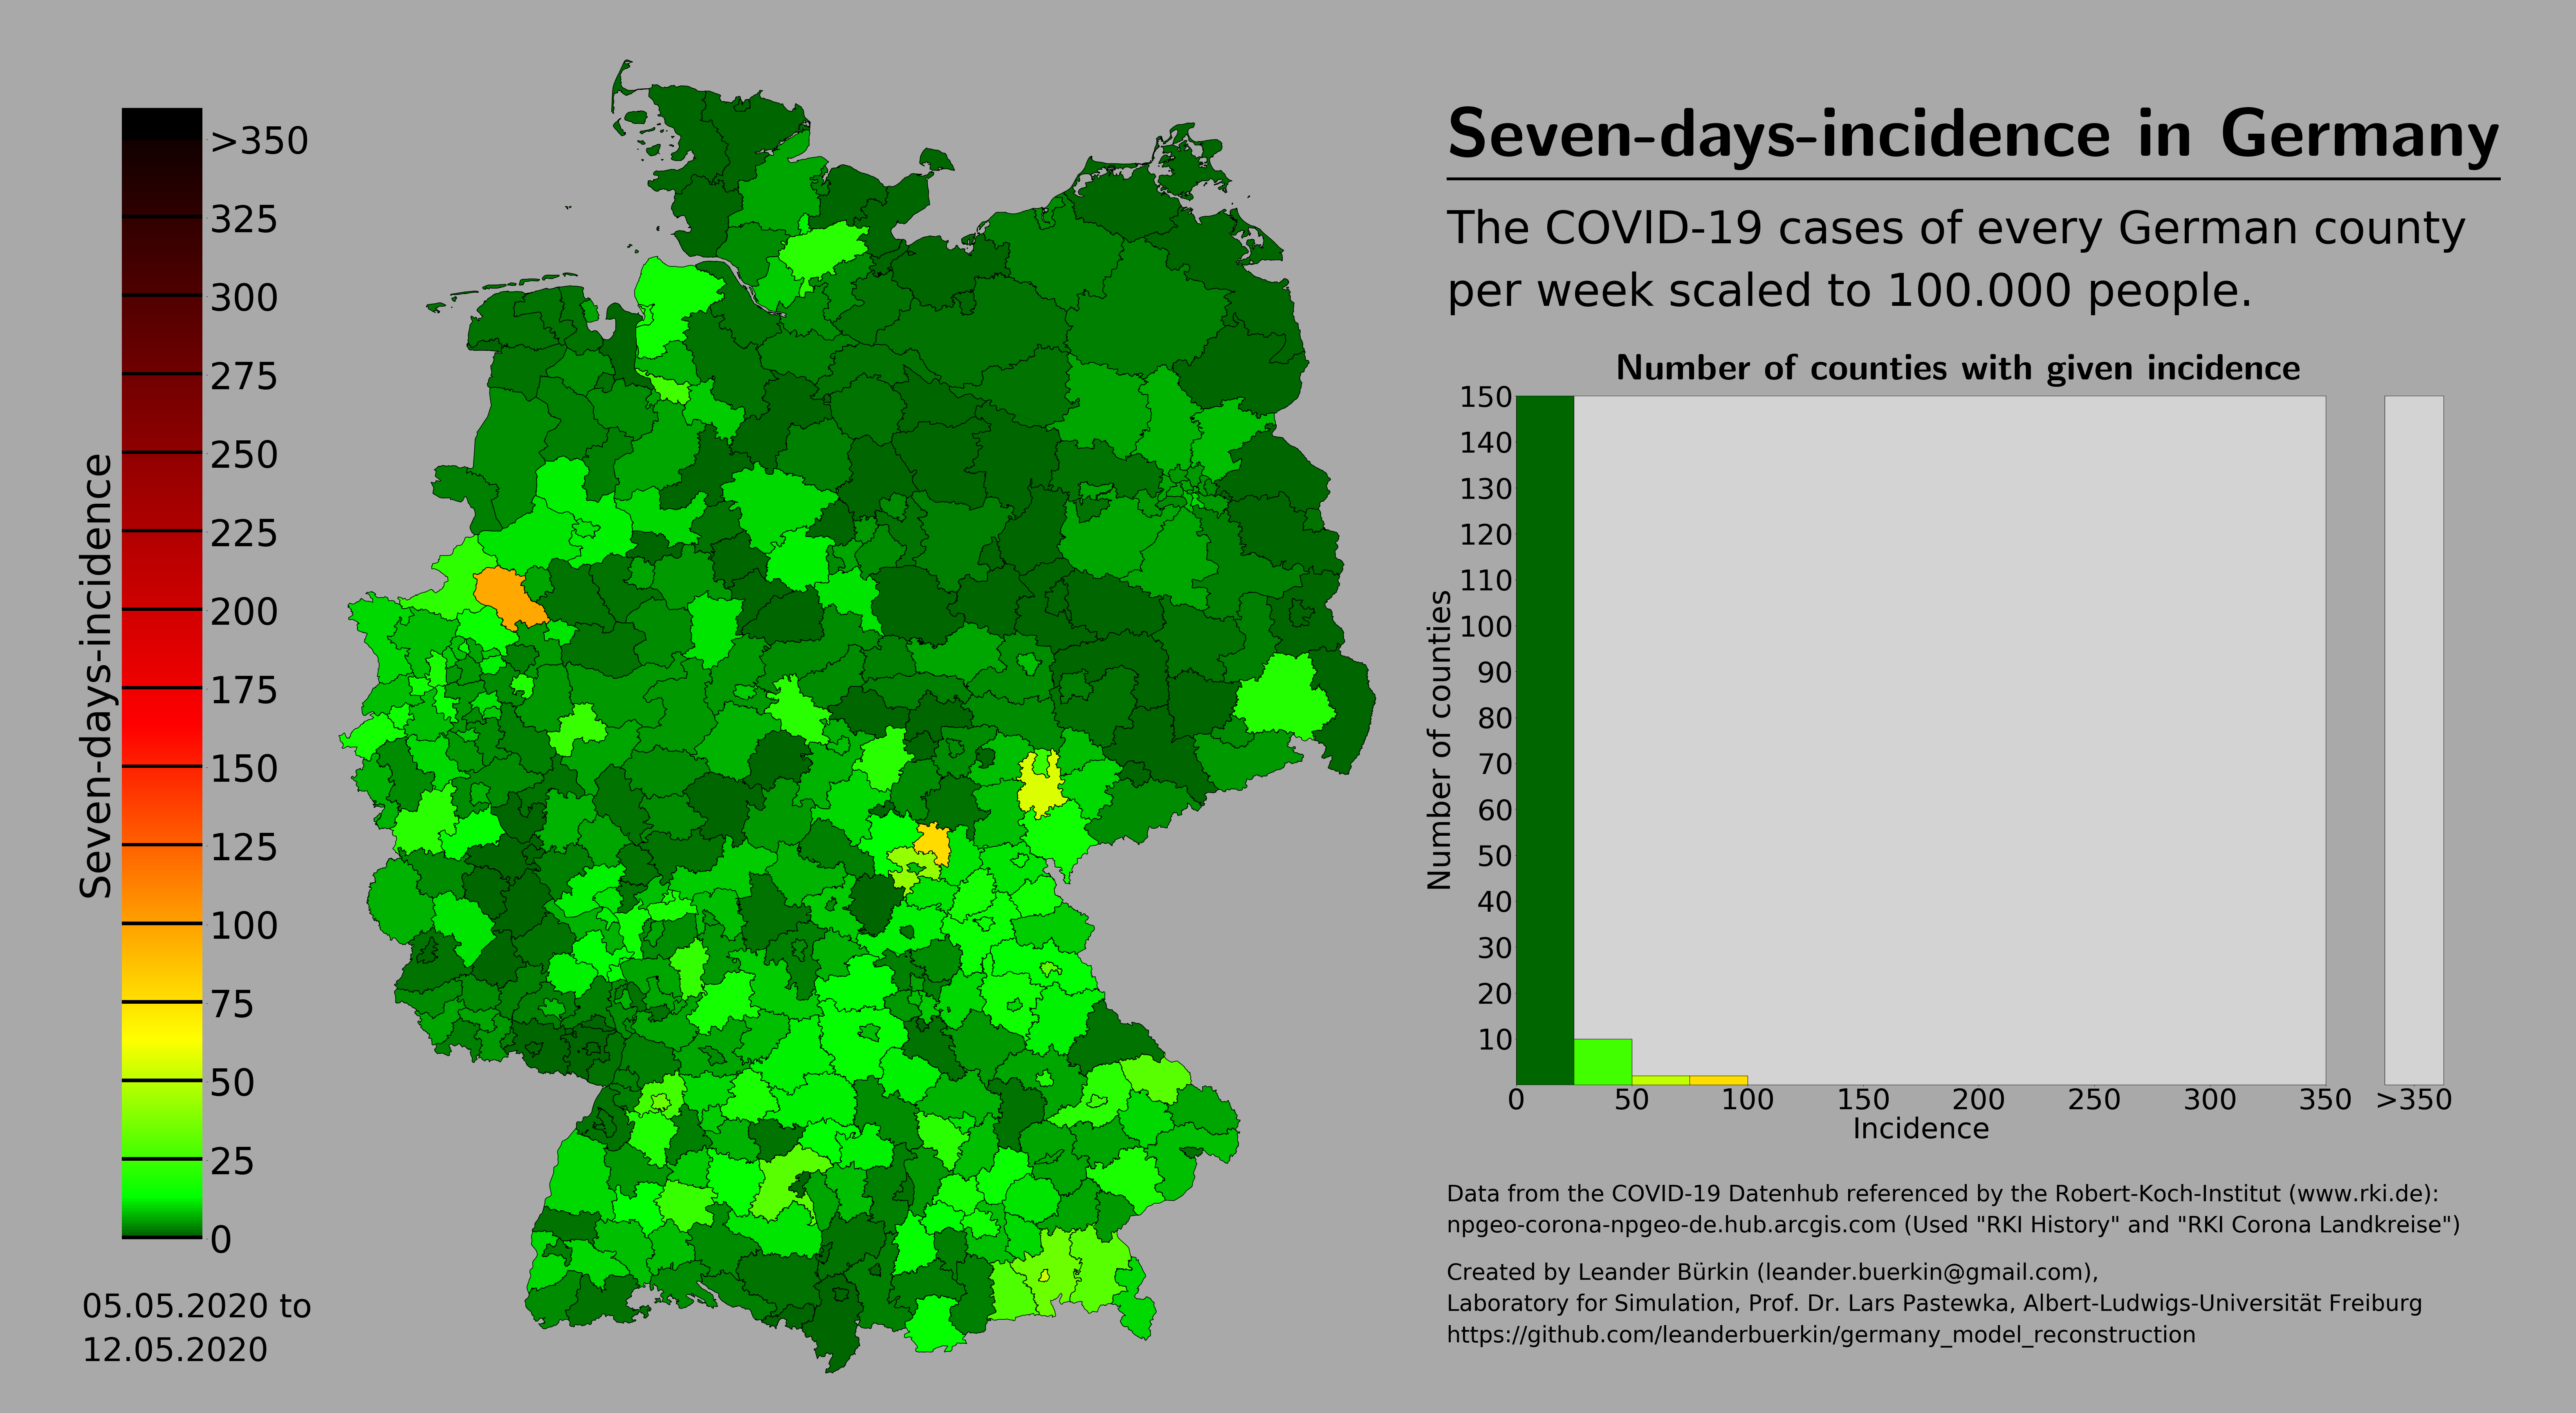 Seven-days-incidence
>350
325
300
275
250
225
200
175
150
125
100
75
50
25
0
05.05.2020 to
12.05.2020
Seven-days-incidence in Germany
The COVID-19 cases of every German county
per week scaled to 100.000 people.
Number of counties with given incidence
Number of counties
150
140
130
120
110
100
90
80
70
60
50
40
30
20
10
0 50 100 150 200 250 300 350 >350
Incidence
Data from the COVID-19 Datenhub referenced by the Robert-Koch-Institut (www.rki.de):
npgeo-corona-npgeo-de.hub.arcgis.com (Used "RKI History" and "RKI Corona Landkreise")
Created by Leander Bürkin (leander.buerkin@gmail.com),
Laboratory for Simulation, Prof. Dr. Lars Pastewka, Albert-Ludwigs-Universität Freiburg
https://github.com/leanderbuerkin/germany_model_reconstruction